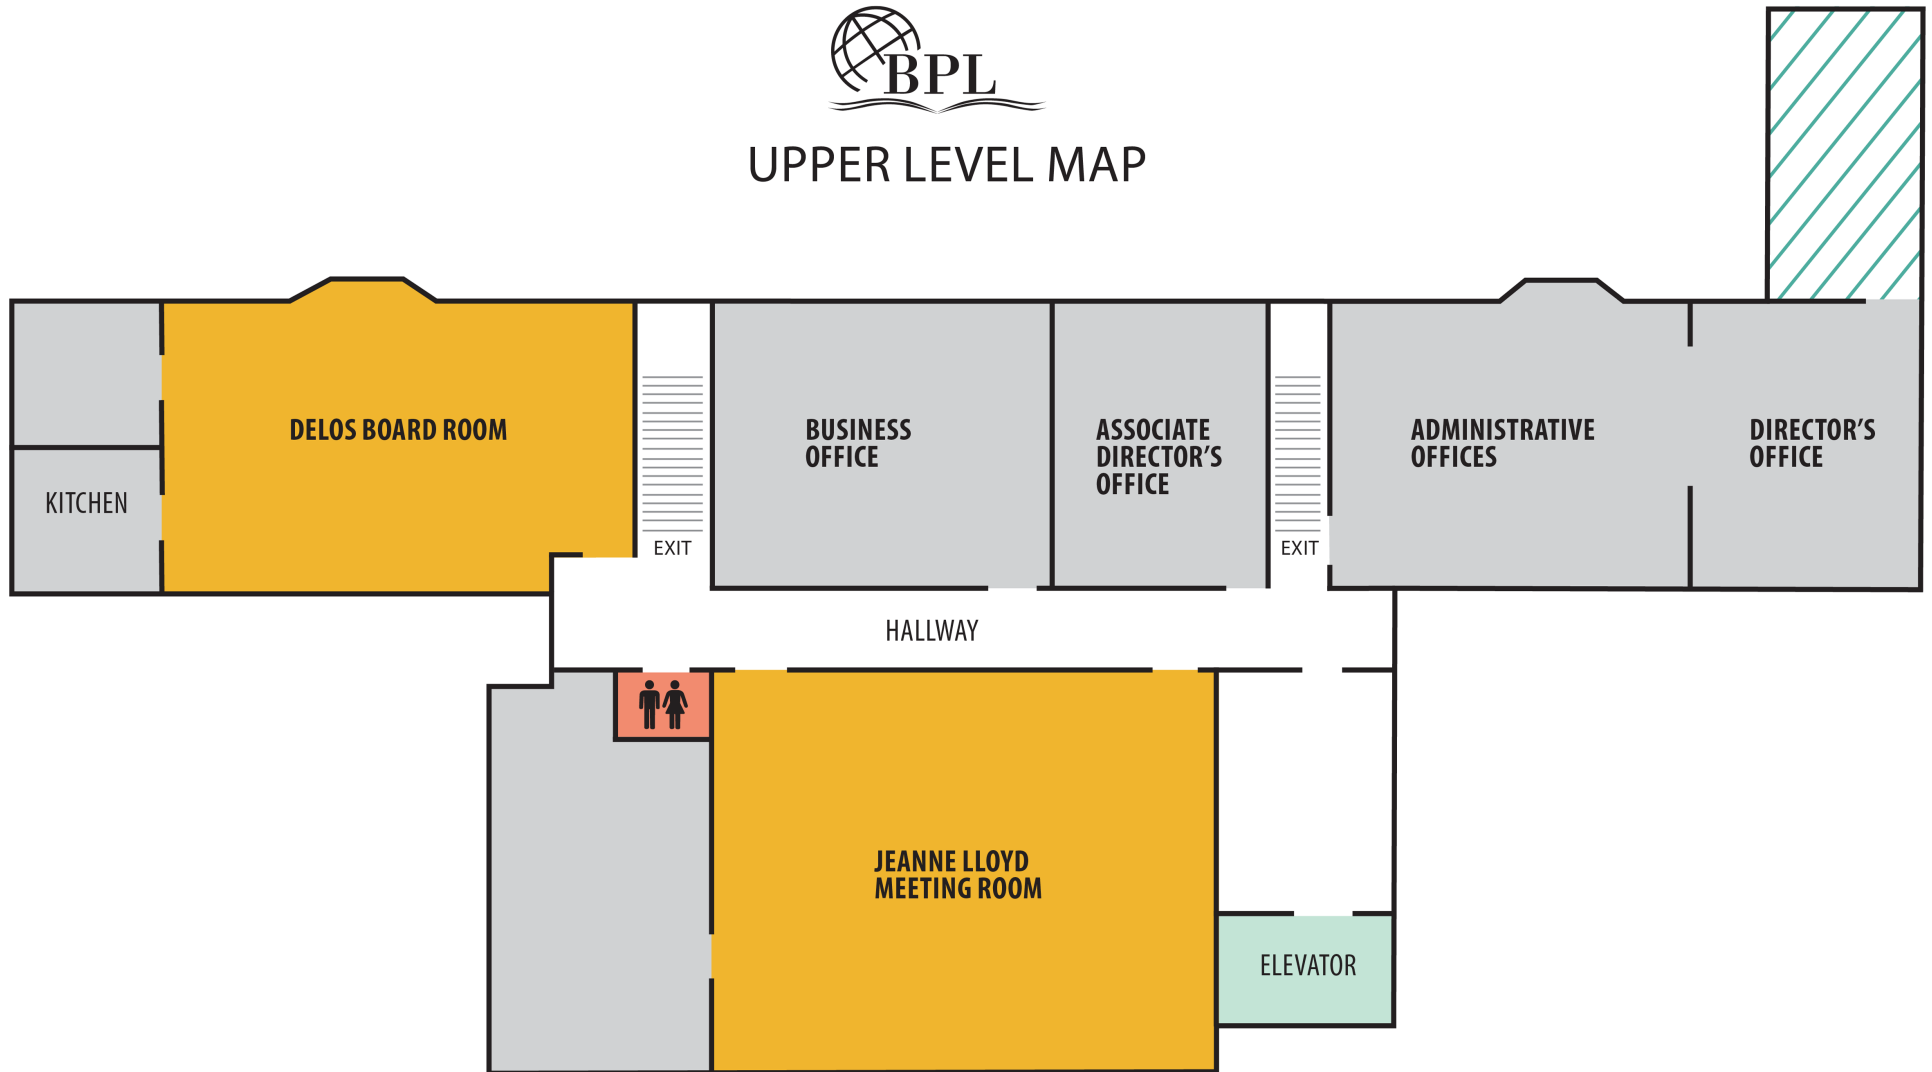 BPL
UPPER LEVEL MAP
DELOS BOARD ROOM
KITCHEN
EXIT
BUSINESS
OFFICE
ASSOCIATE
DIRECTOR'S
OFFICE
EXIT
ADMINISTRATIVE
OFFICES
DIRECTOR'S
OFFICE
HALLWAY
JEANNE LLOYD
MEETING ROOM
ELEVATOR